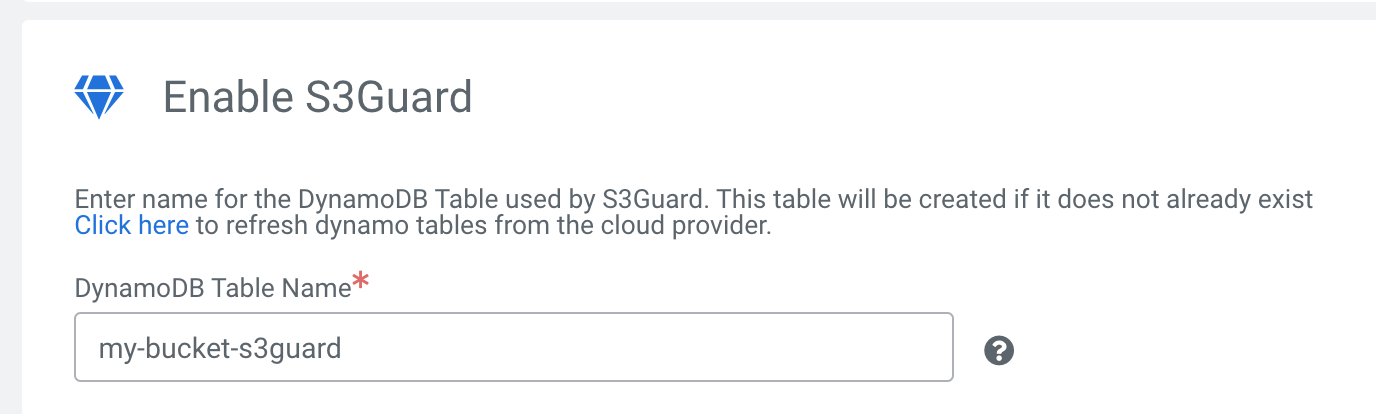 Enable S3Guard
Enter name for the DynamoDB Table used by S3Guard. This table will be created if it does not already exist
Click here to refresh dynamo tables from the cloud provider.
DynamoDB Table Name*
my-bucket-s3guard
?